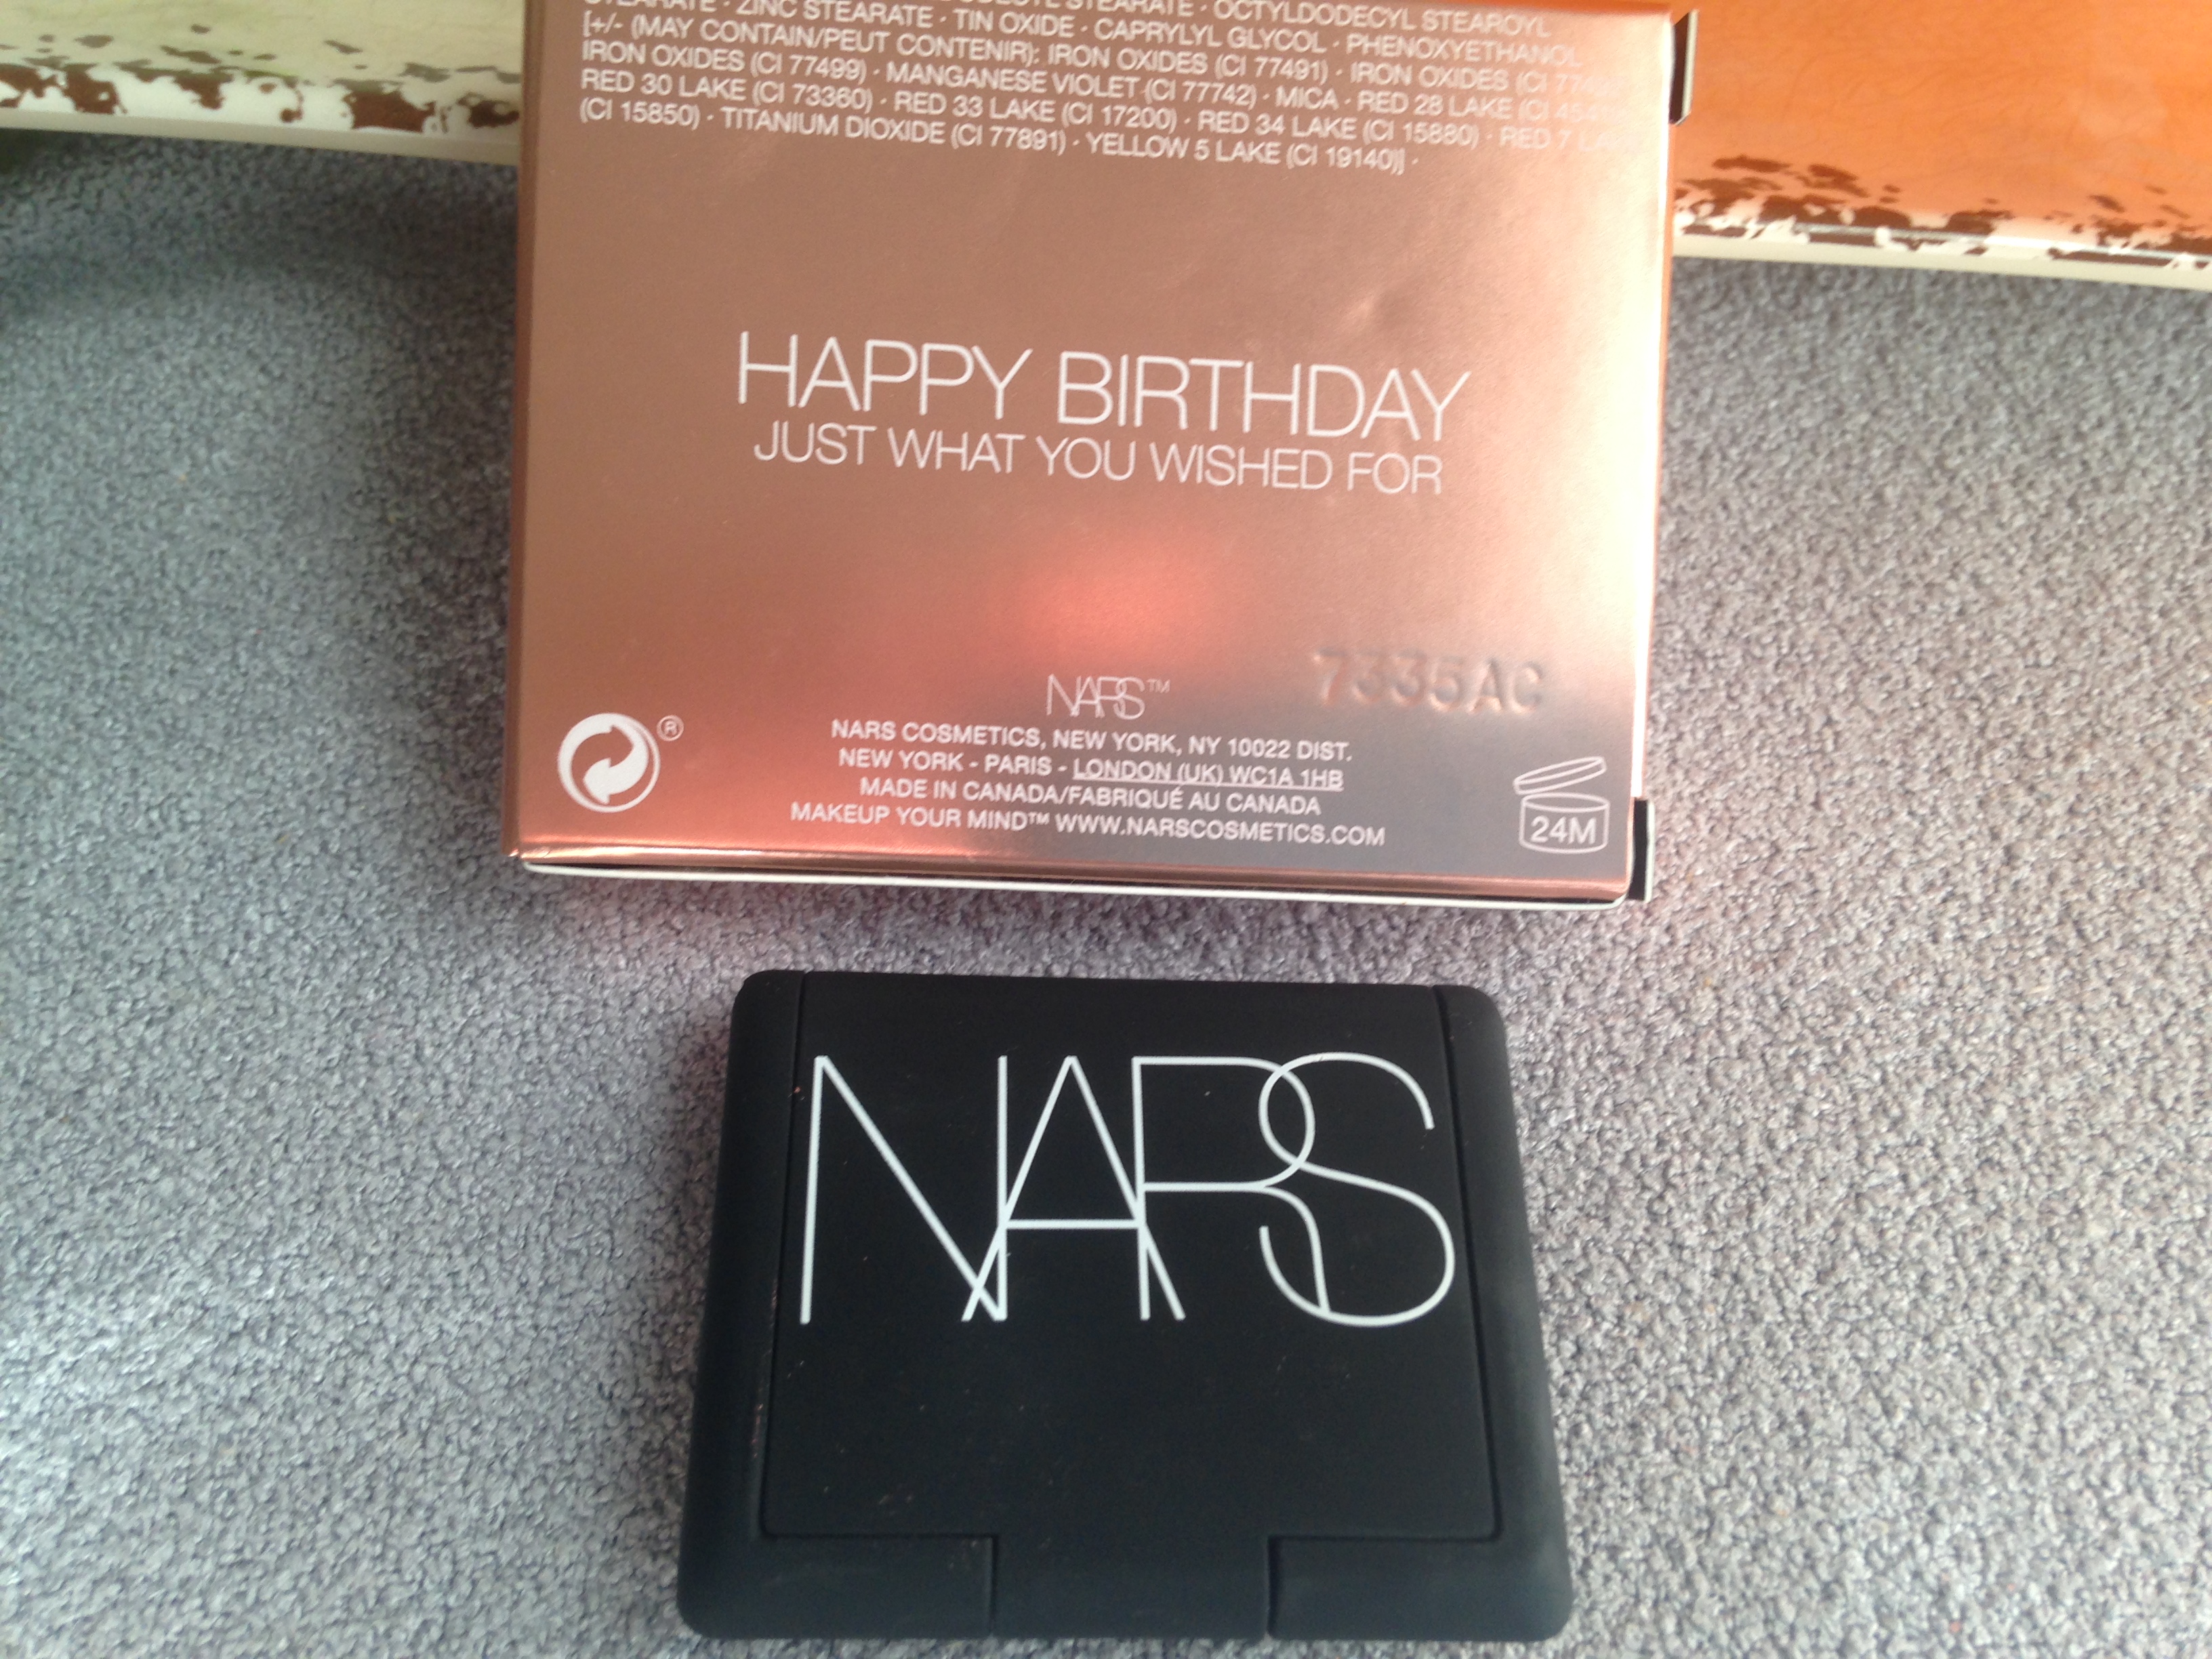 STEARATE · ZINC STEARATE · TIN OXIDE · CAPRYLYL GLYCOL · PHENOXYETHANOL
STEARATE · OCTYLDODECYL STEAROYL
[+/- (MAY CONTAIN/PEUT CONTENIR): IRON OXIDES (CI 77491) · IRON OXIDES (CI
IRON OXIDES (CI 77499) · MANGANESE VIOLET (CI 77742) · MICA · RED 28 LAKE (CI
RED 30 LAKE (CI 73360) · RED 33 LAKE (CI 17200) · RED 34 LAKE (CI 15880) · RED 7
(CI 15850) · TITANIUM DIOXIDE (CI 77891) · YELLOW 5 LAKE (CI 19140)] ·
HAPPY BIRTHDAY
JUST WHAT YOU WISHED FOR
7335AC
NARS™
NARS COSMETICS, NEW YORK, NY 10022 DIST.
NEW YORK - PARIS - LONDON (UK) WC1A 1HB
MADE IN CANADA/FABRIQUÉ AU CANADA
MAKEUP YOUR MIND™ WWW.NARSCOSMETICS.COM
®
24M
NARS